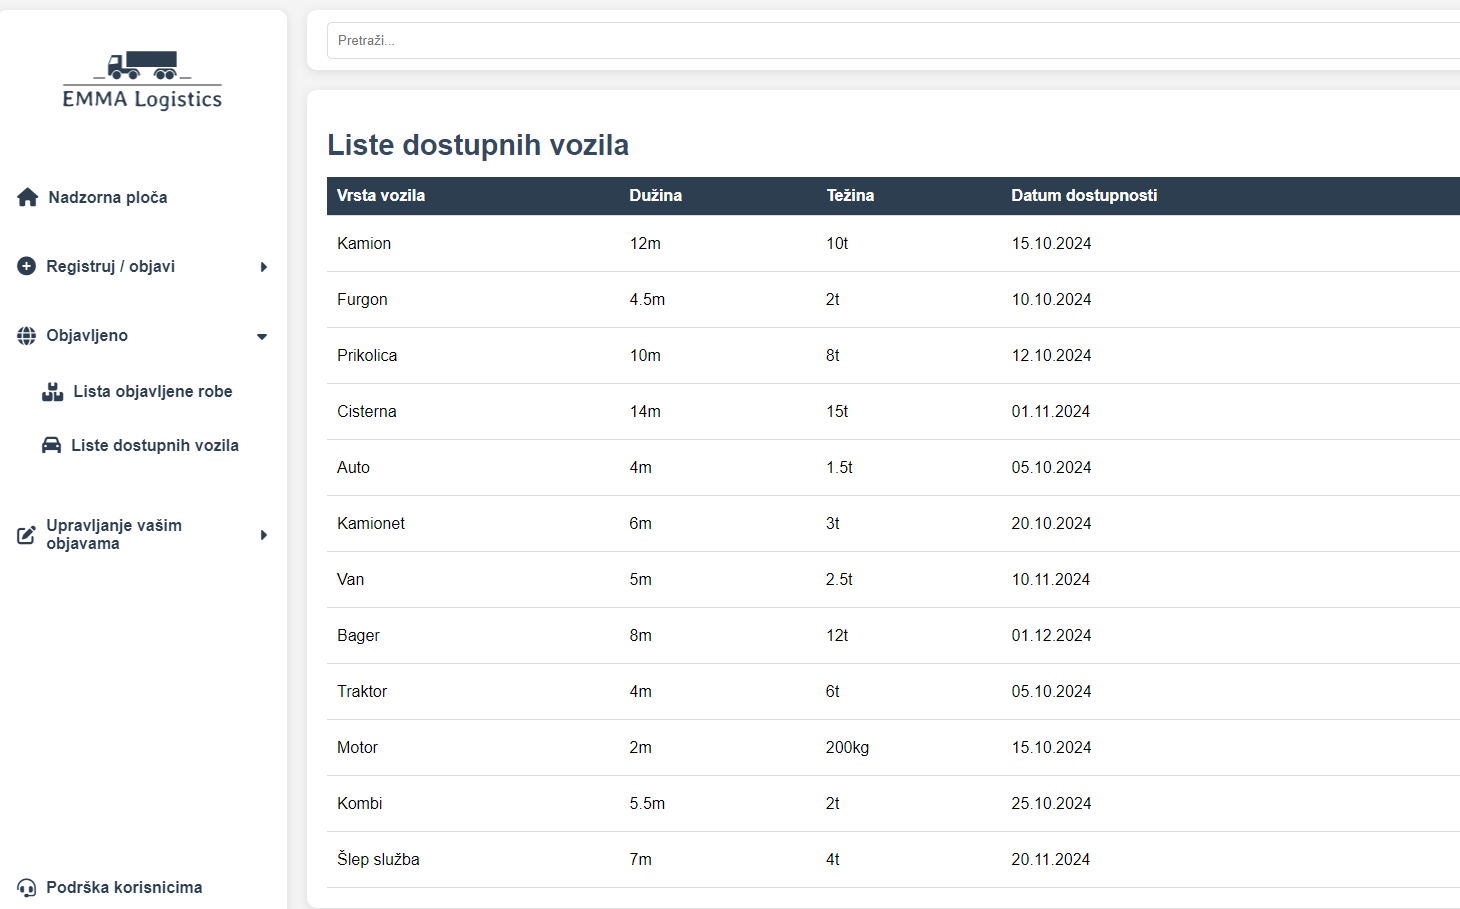 EMMA Logistics
Nadzorna ploča
Registruj / objavi
Objavljeno
Lista objavljene robe
Liste dostupnih vozila
Upravljanje vašim
objavama
Podrška korisnicima
Pretraži...
Liste dostupnih vozila
Vrsta vozila Dužina Težina Datum dostupnosti
Kamion 12m 10t 15.10.2024
Furgon 4.5m 2t 10.10.2024
Prikolica 10m 8t 12.10.2024
Cisterna 14m 15t 01.11.2024
Auto 4m 1.5t 05.10.2024
Kamionet 6m 3t 20.10.2024
Van 5m 2.5t 10.11.2024
Bager 8m 12t 01.12.2024
Traktor 4m 6t 05.10.2024
Motor 2m 200kg 15.10.2024
Kombi 5.5m 2t 25.10.2024
Šlep služba 7m 4t 20.11.2024